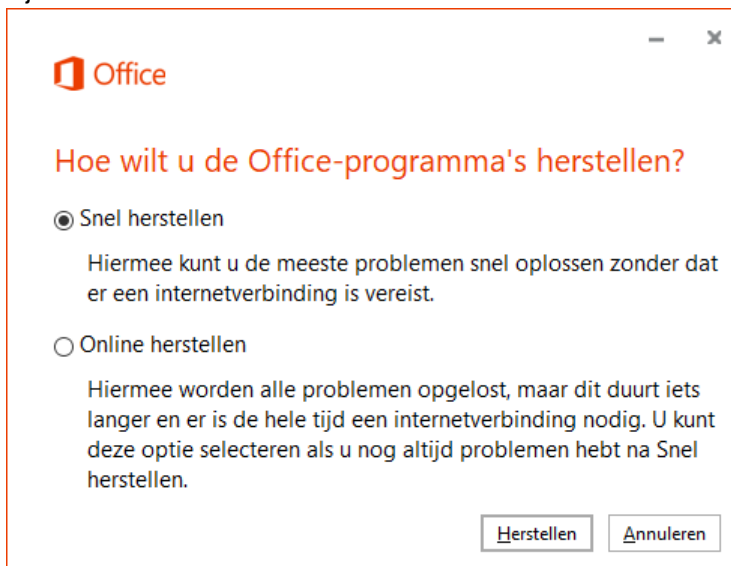 Office
Hoe wilt u de Office-programma's herstellen?
Snel herstellen
Hiermee kunt u de meeste problemen snel oplossen zonder dat
er een internetverbinding is vereist.
Online herstellen
Hiermee worden alle problemen opgelost, maar dit duurt iets
langer en er is de hele tijd een internetverbinding nodig. U kunt
deze optie selecteren als u nog altijd problemen hebt na Snel
herstellen.
Herstellen Annuleren